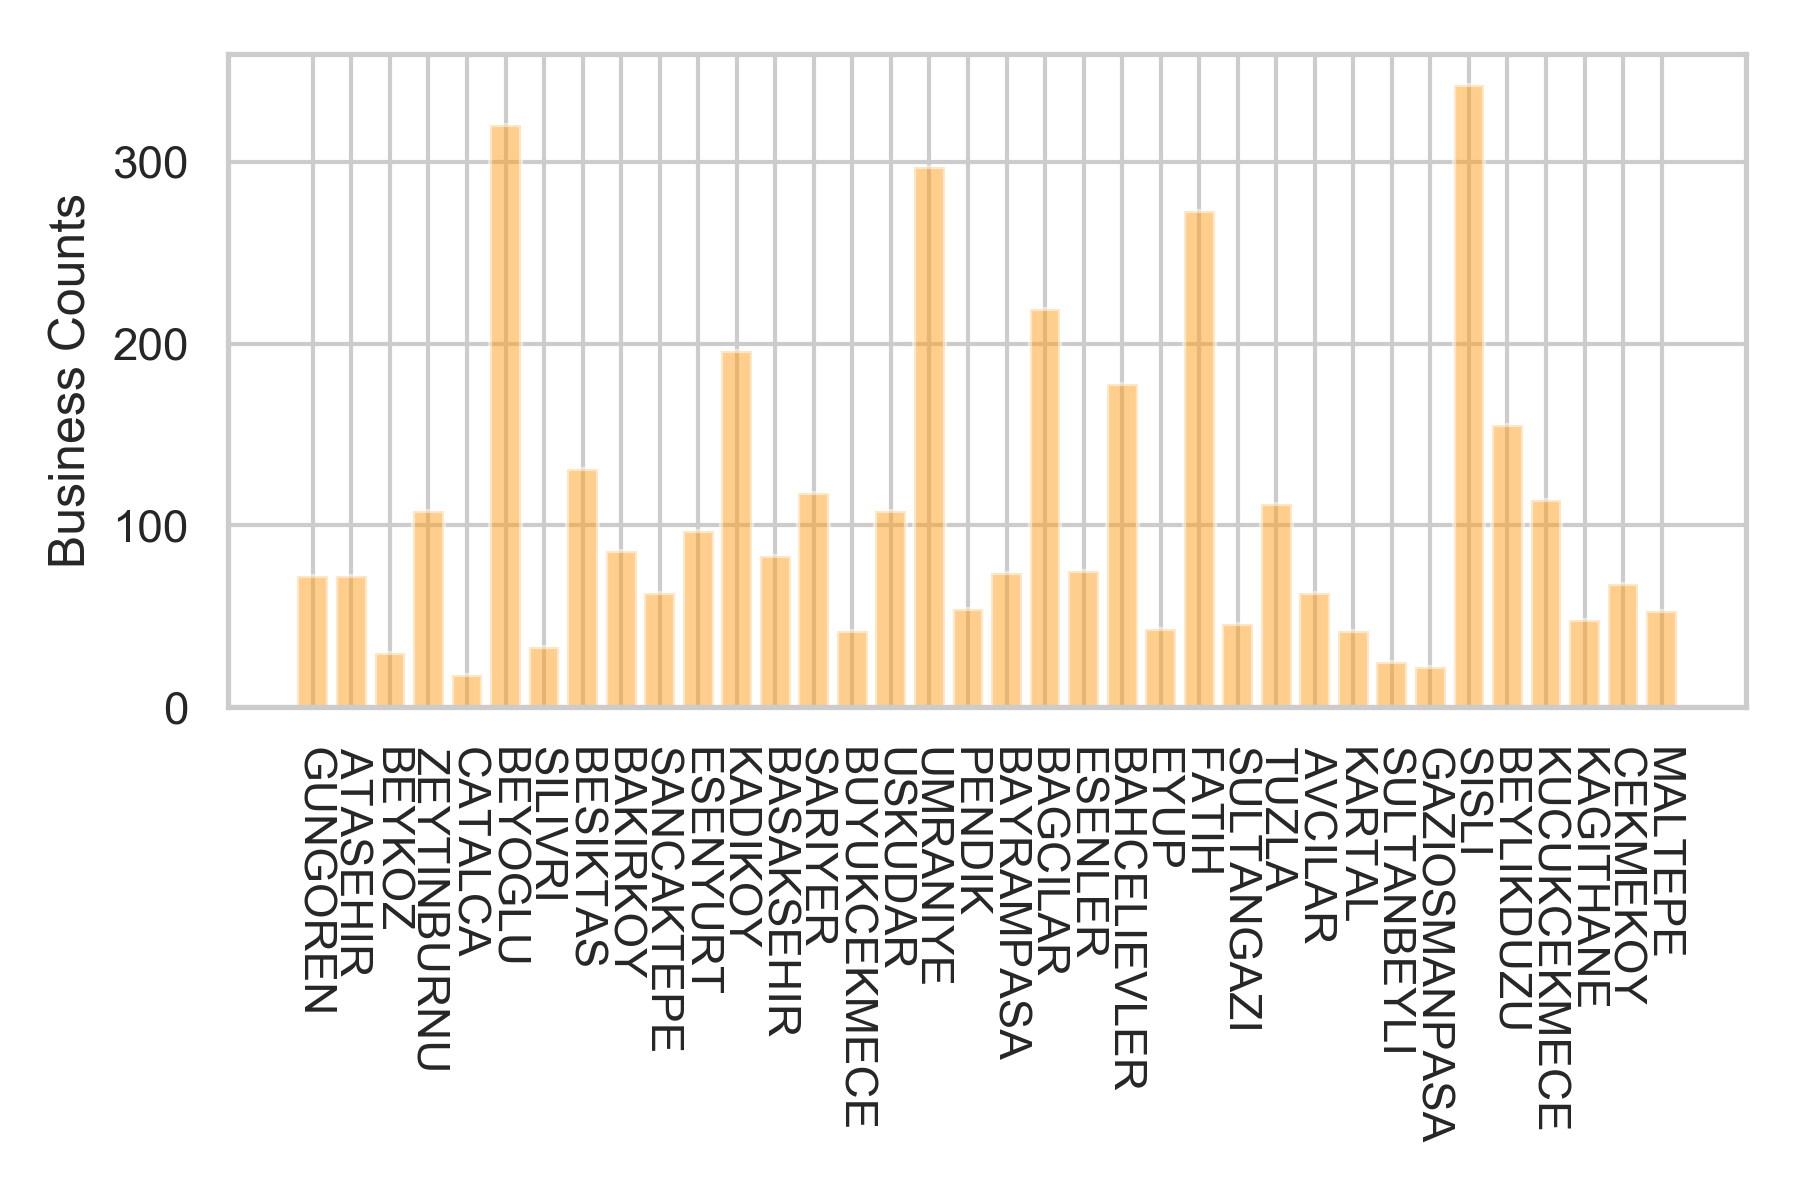 Business Counts
300
200
100
0
GUNGOREN
ATASEHIR
BEYKOZ
ZEYTINBURNU
CATALCA
BEYOGLU
SILIVRI
BESIKTAS
BAKIRKOY
SANCAKTEPE
ESENYURT
KADIKOY
BASAKSEHIR
SARIYER
BUYUKCEKMECE
USKUDAR
UMRANIYE
PENDIK
BAYRAMPASA
BAGCILAR
ESENLER
BAHCELIEVLER
EYUP
FATIH
SULTANGAZI
TUZLA
AVCILAR
KARTAL
SULTANBEYLI
GAZIOSMANPASA
SISLI
BEYLIKDUZU
KUCUKCEKMECE
KAGITHANE
CEKMEKOY
MALTEPE